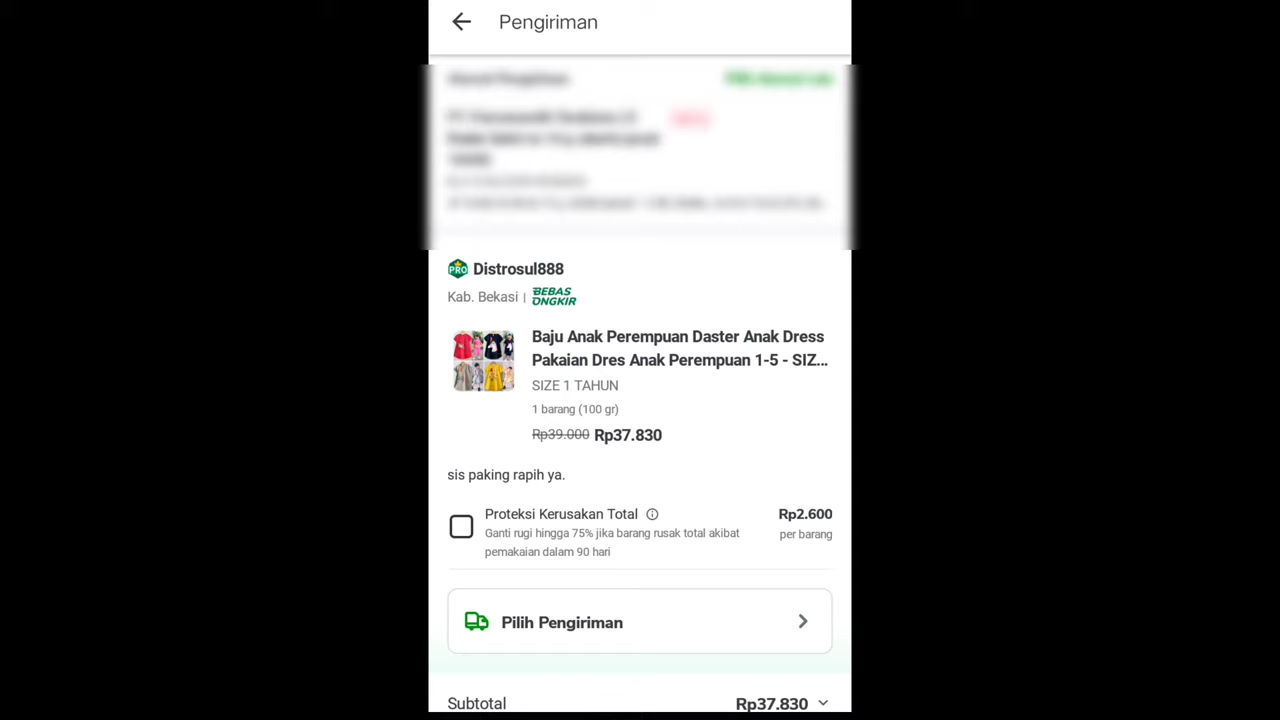 Pengiriman
PRO Distrosul888
Kab. Bekasi | BEBAS ONGKIR
Baju Anak Perempuan Daster Anak Dress
Pakaian Dres Anak Perempuan 1-5 - SIZ...
SIZE 1 TAHUN
1 barang (100 gr)
Rp39.000 Rp37.830
sis paking rapih ya.
Proteksi Kerusakan Total Rp2.600
Ganti rugi hingga 75% jika barang rusak total akibat per barang
pemakaian dalam 90 hari
Pilih Pengiriman
Subtotal Rp37.830